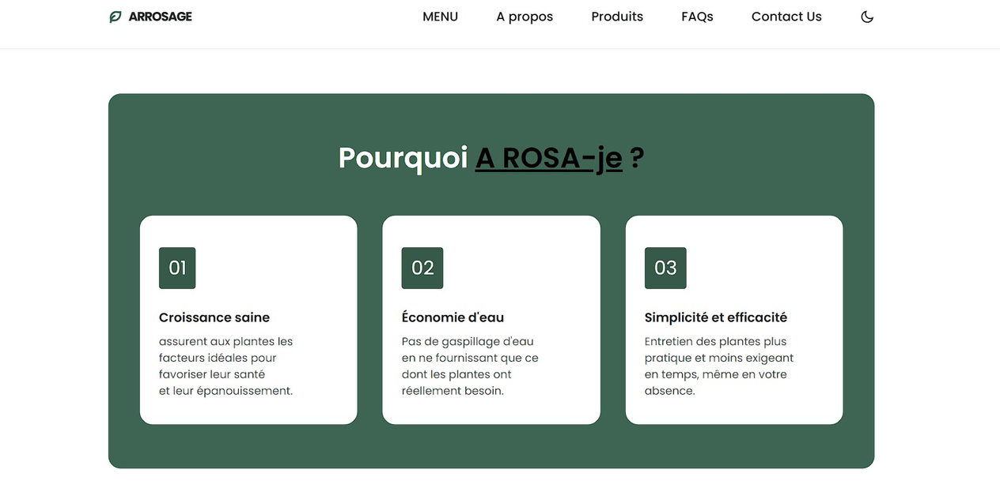 ARROSAGE
MENU
A propos
Produits
FAQs
Contact Us
Pourquoi A ROSA-je ?
01
Croissance saine
assurent aux plantes les
facteurs idéales pour
favoriser leur santé
et leur épanouissement.
02
Économie d'eau
Pas de gaspillage d'eau
en ne fournissant que ce
dont les plantes ont
réellement besoin.
03
Simplicité et efficacité
Entretien des plantes plus
pratique et moins exigeant
en temps, même en votre
absence.